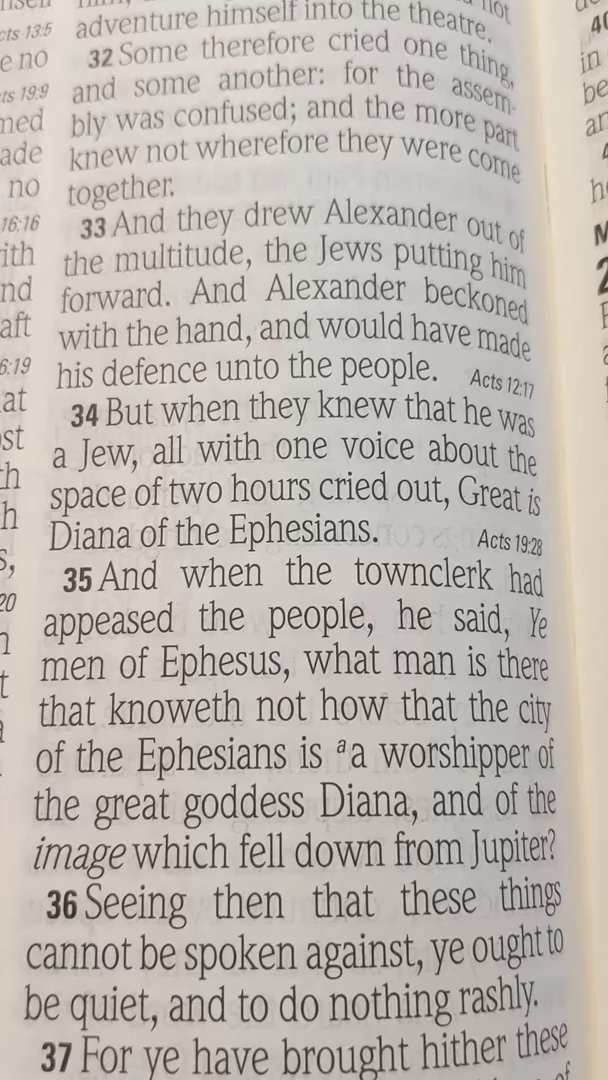 13:5
e no
19:9
ade
no
16:16
ith
nd
aft
6:19
at
20
not
adventure himself into the theatre.
32 Some therefore cried one thing,
and some another: for the assem-
bly was confused; and the more part
knew not wherefore they were come
together.
33 And they drew Alexander out of
the multitude, the Jews putting him
forward. And Alexander beckoned
with the hand, and would have made
his defence unto the people. Acts 12:17
34 But when they knew that he was
a Jew, all with one voice about the
space of two hours cried out, Great is
Diana of the Ephesians. Acts 19:28
35 And when the townclerk had
appeased the people, he said, Ye
men of Ephesus, what man is there
that knoweth not how that the city
of the Ephesians is ᵃa worshipper of
the great goddess Diana, and of the
image which fell down from Jupiter?
36 Seeing then that these things
cannot be spoken against, ye ought to
be quiet, and to do nothing rashly.
37 For ye have brought hither these
of
in
be